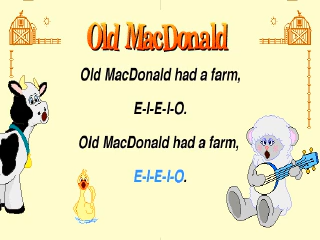 Old MacDonald
Old MacDonald had a farm,
E-I-E-I-O.
Old MacDonald had a farm,
E-I-E-I-O.